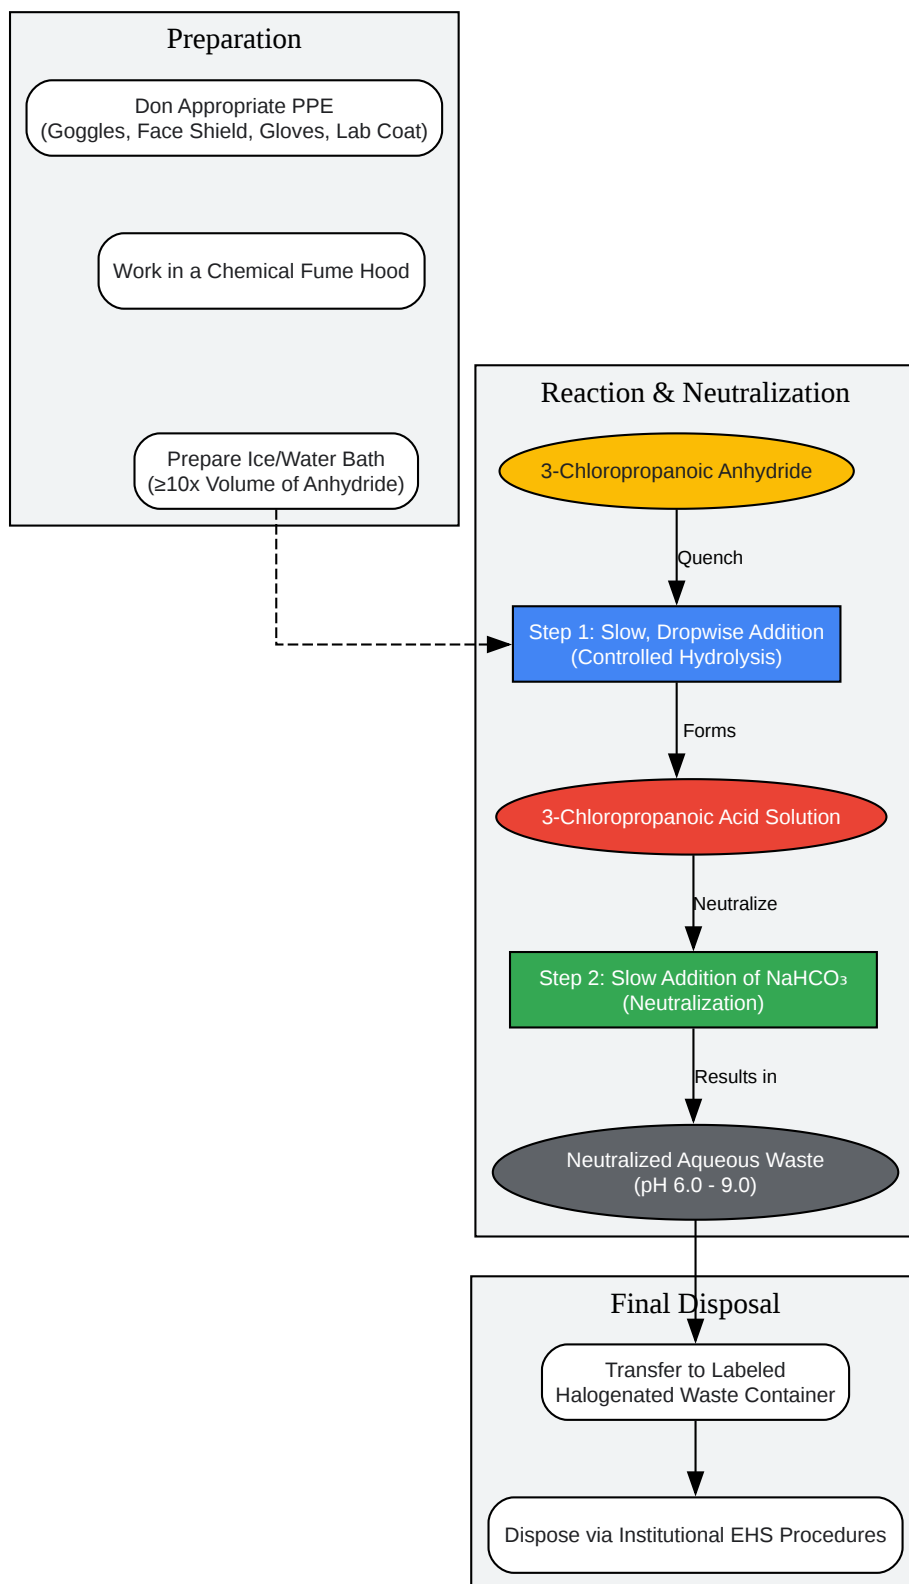 Preparation
Don Appropriate PPE
(Goggles, Face Shield, Gloves, Lab Coat)
Work in a Chemical Fume Hood
Prepare Ice/Water Bath
(≥10x Volume of Anhydride)
Reaction & Neutralization
3-Chloropropanoic Anhydride
Quench
Step 1: Slow, Dropwise Addition
(Controlled Hydrolysis)
Forms
3-Chloropropanoic Acid Solution
Neutralize
Step 2: Slow Addition of NaHCO₃
(Neutralization)
Results in
Neutralized Aqueous Waste
(pH 6.0 - 9.0)
Final Disposal
Transfer to Labeled
Halogenated Waste Container
Dispose via Institutional EHS Procedures